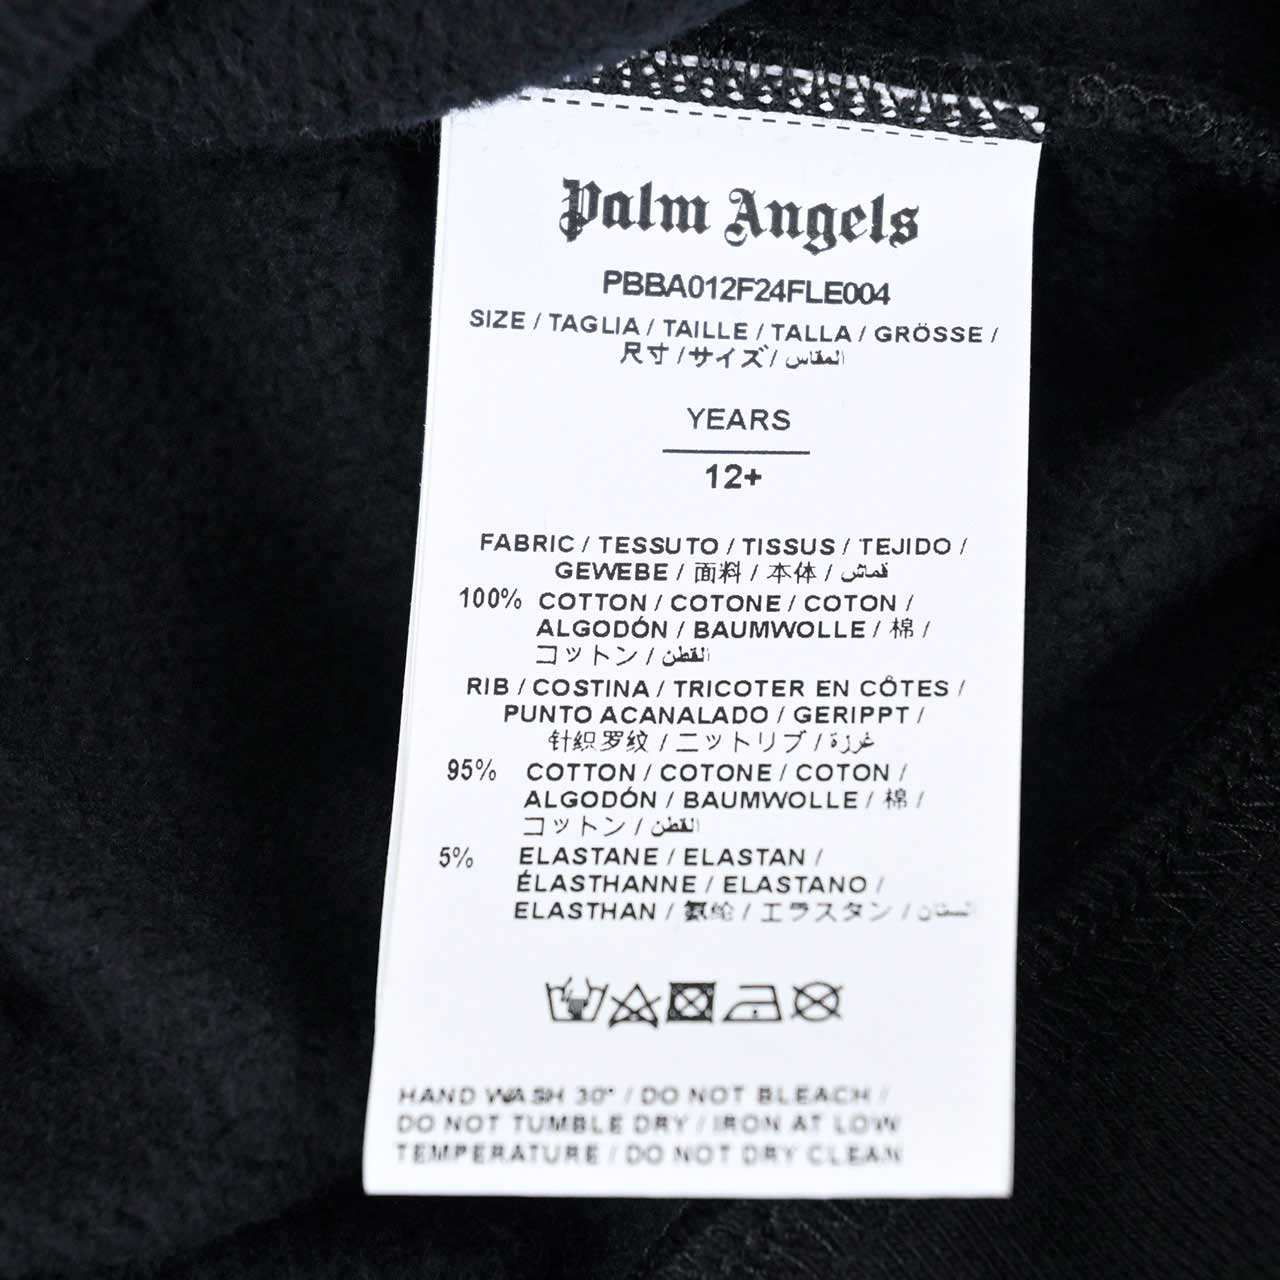 Palm Angels
PBBA012F24FLE004
SIZE / TAGLIA / TAILLE / TALLA / GRÖSSE /
尺寸 / サイズ / المقاس
YEARS
12+
FABRIC / TESSUTO / TISSUS / TEJIDO /
GEWEBE / 面料 / 本体 / قماش
100% COTTON / COTONE / COTON /
ALGODÓN / BAUMWOLLE / 棉 /
コットン / القطن
RIB / COSTINA / TRICOTER EN CÔTES /
PUNTO ACANALADO / GERIPPT /
针织罗纹 / ニットリブ / غرزة
95% COTTON / COTONE / COTON /
ALGODÓN / BAUMWOLLE / 棉 /
コットン / القطن
5% ELASTANE / ELASTAN /
ÉLASTHANNE / ELASTANO /
ELASTHAN / 氨纶 / エラスタン /
HAND WASH 30° / DO NOT BLEACH /
DO NOT TUMBLE DRY / IRON AT LOW
TEMPERATURE / DO NOT DRY CLEAN